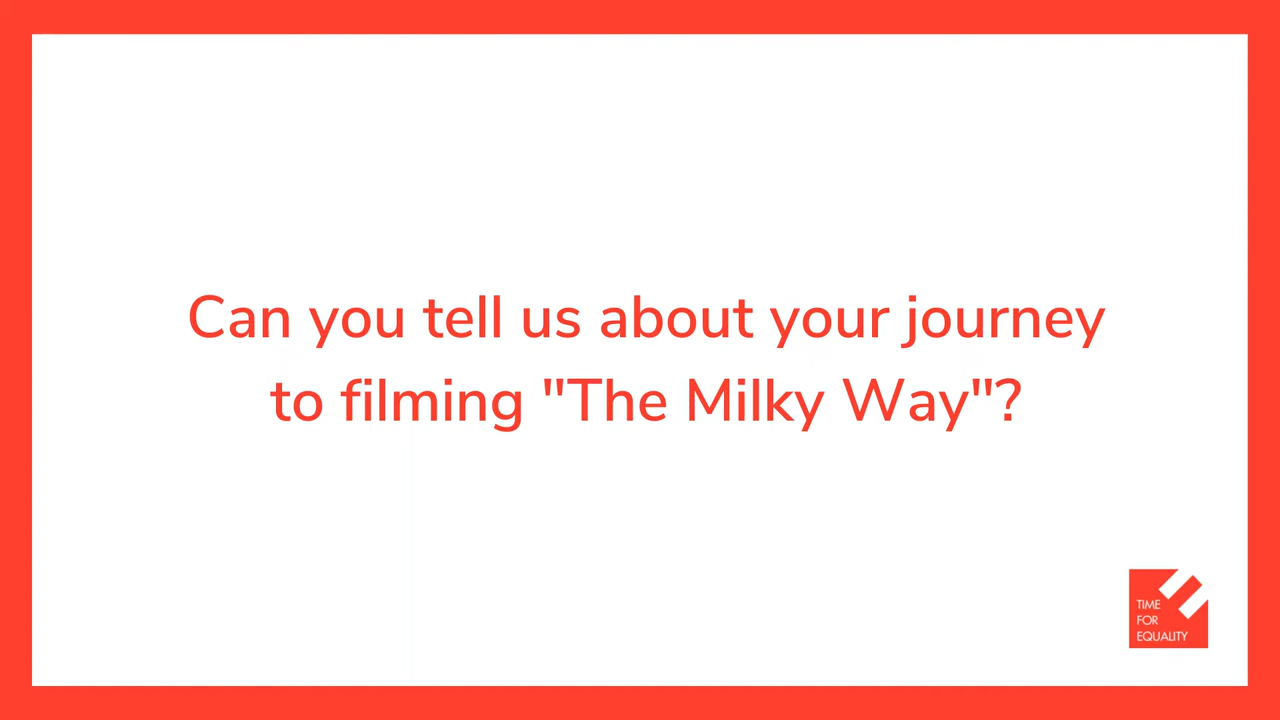 Can you tell us about your journey
to filming "The Milky Way"?
TIME
FOR
EQUALITY